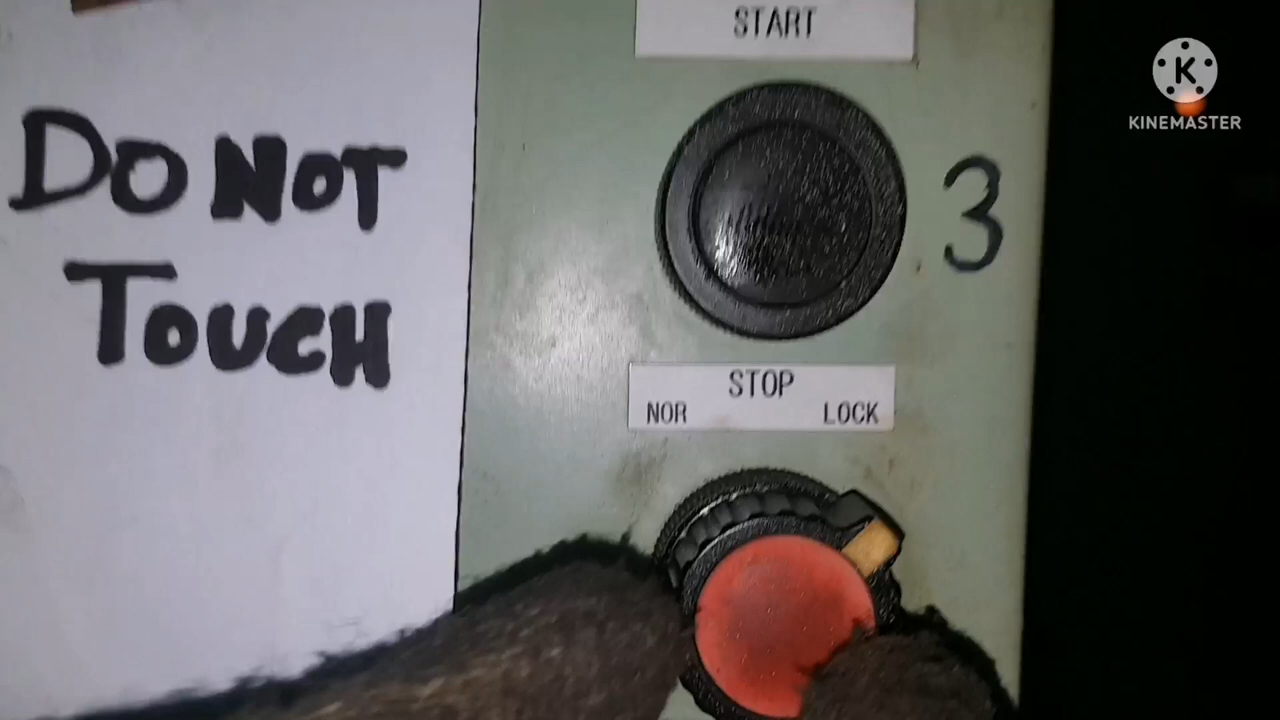 DO NOT
TOUCH
START
3
STOP
NOR LOCK
K
KINEMASTER